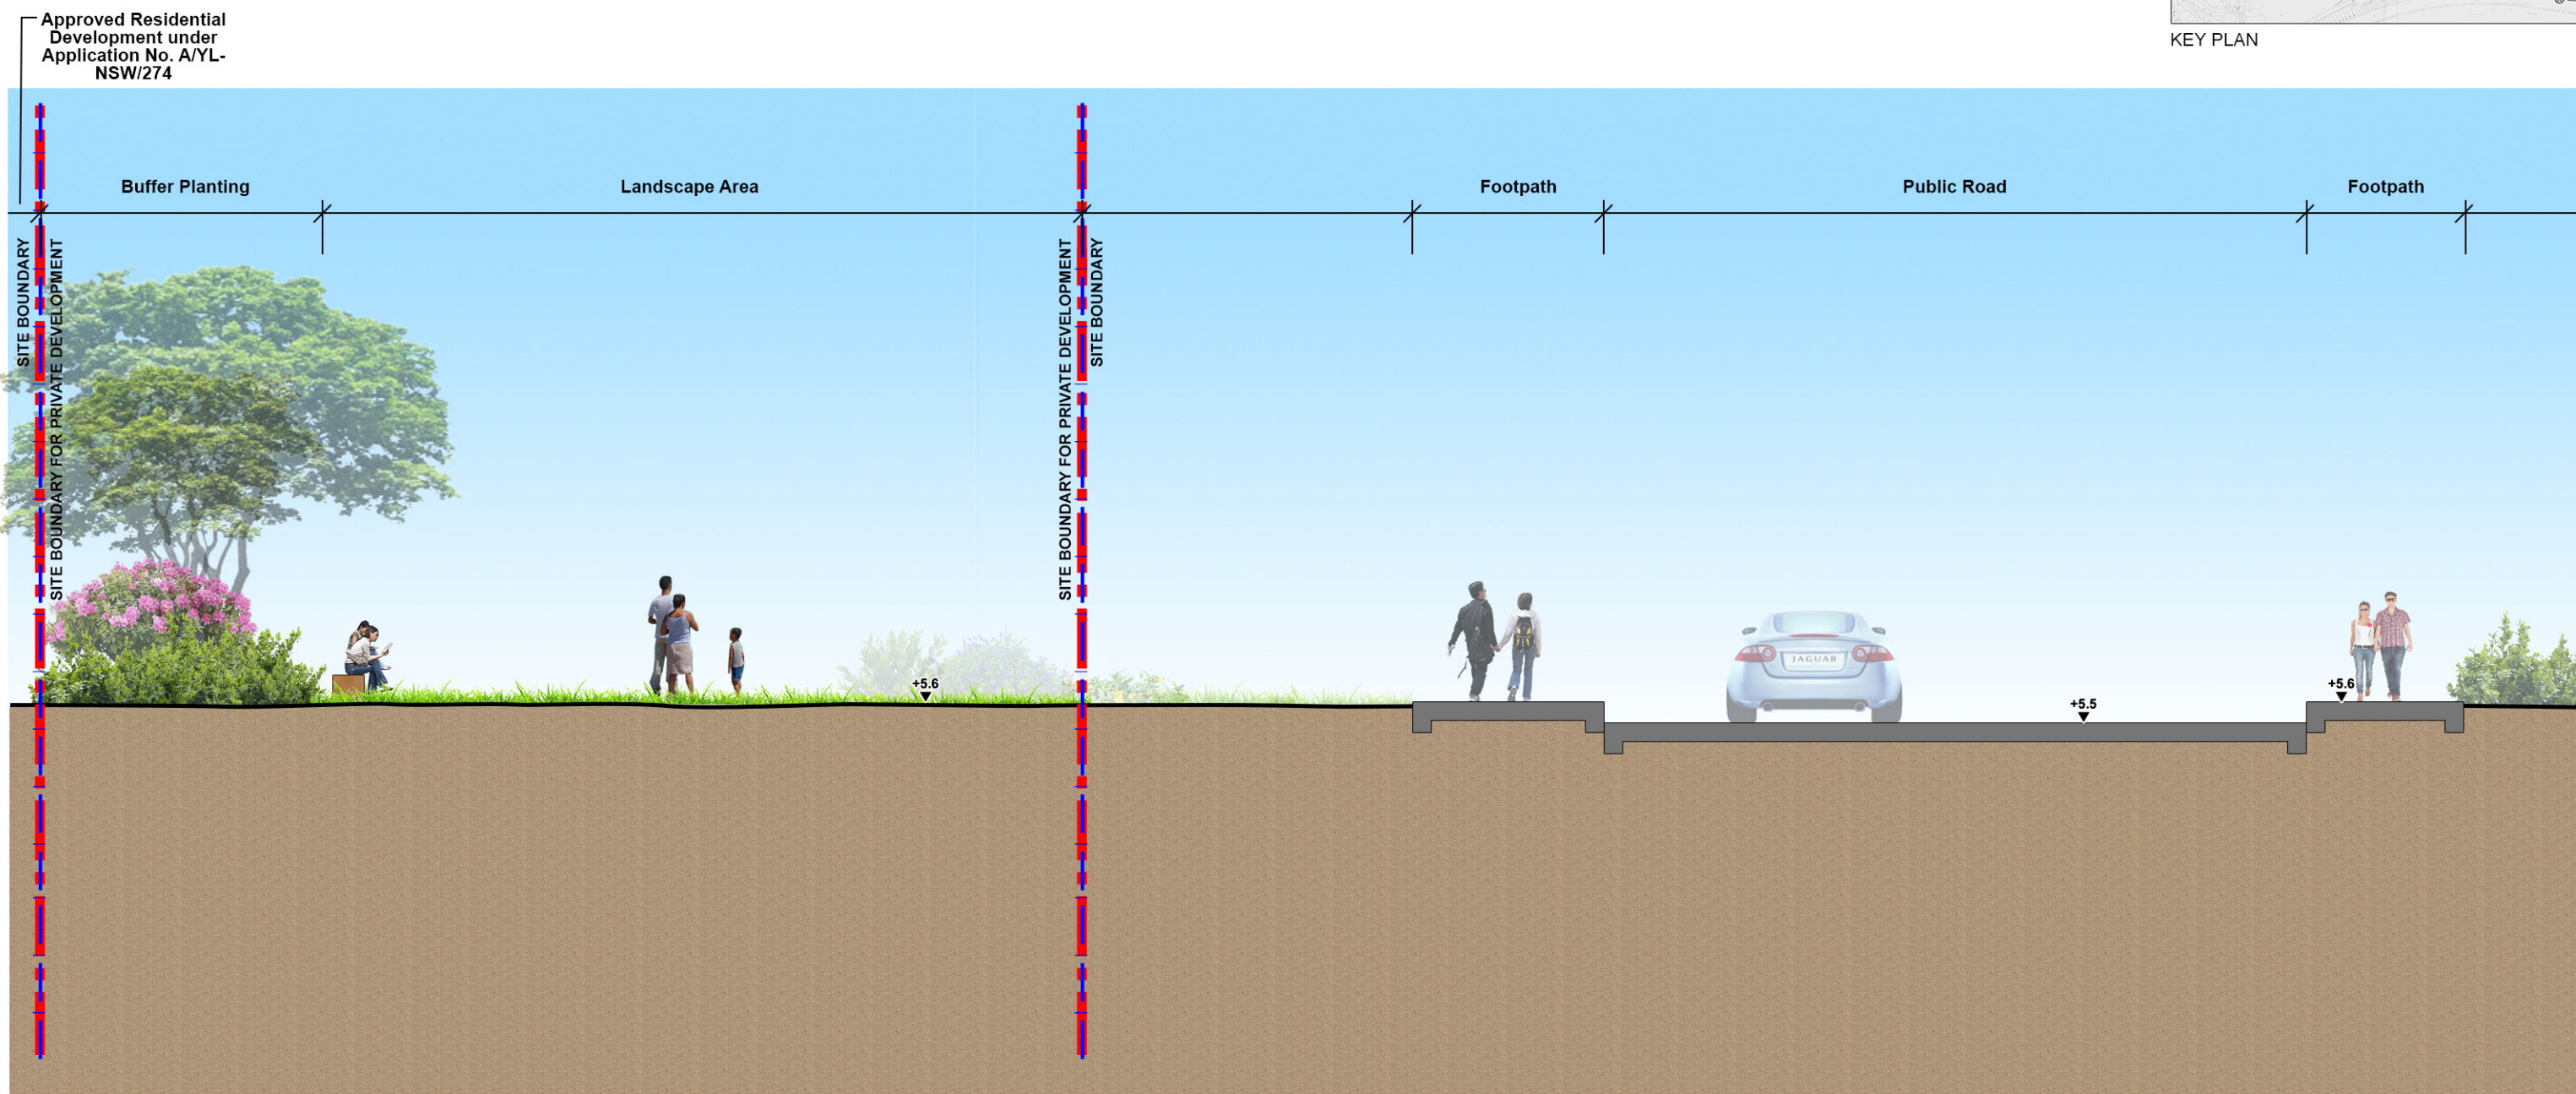 Approved Residential
Development under
Application No. A/YL-
NSW/274
KEY PLAN
Buffer Planting
Landscape Area
Footpath
Public Road
Footpath
SITE BOUNDARY
SITE BOUNDARY FOR PRIVATE DEVELOPMENT
SITE BOUNDARY FOR PRIVATE DEVELOPMENT
SITE BOUNDARY
JAGUAR
+5.6
+5.5
+5.6